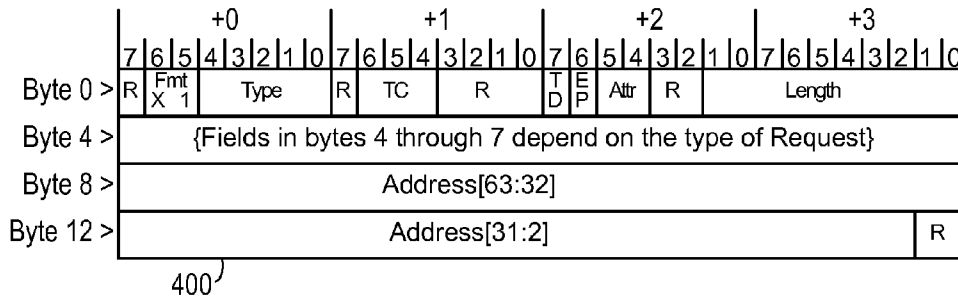 +0 +1 +2 +3
7 6 5 4 3 2 1 0 7 6 5 4 3 2 1 0 7 6 5 4 3 2 1 0 7 6 5 4 3 2 1 0
Byte 0 > R Fmt X 1 Type R TC R TD EP Attr R Length
Byte 4 > {Fields in bytes 4 through 7 depend on the type of Request}
Byte 8 > Address[63:32]
Byte 12 > Address[31:2] R
400